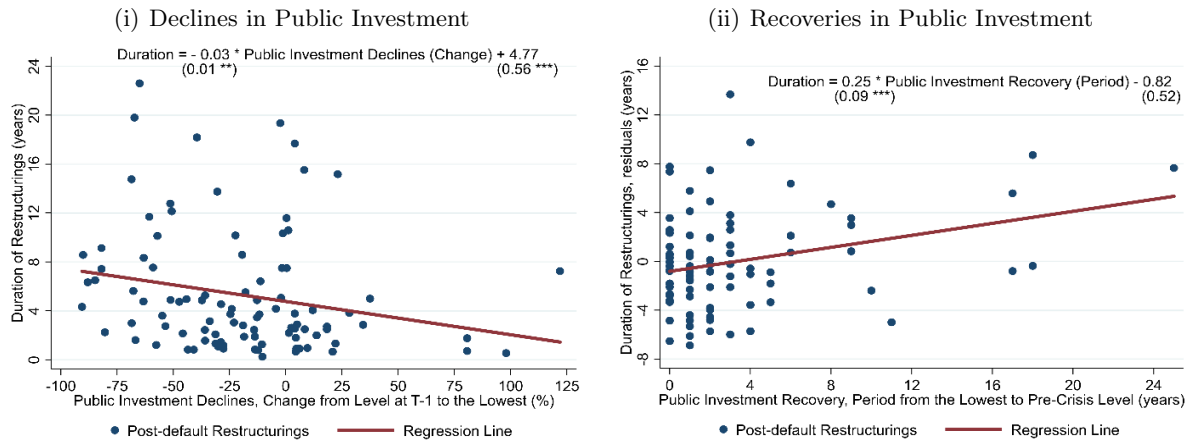 (i) Declines in Public Investment
Duration = - 0.03 * Public Investment Declines (Change) + 4.77
(0.01 **) (0.56 ***)
Duration of Restructurings (years)
24
20
16
12
8
4
0
-100 -75 -50 -25 0 25 50 75 100 125
Public Investment Declines, Change from Level at T-1 to the Lowest (%)
Post-default Restructurings Regression Line
(ii) Recoveries in Public Investment
Duration = 0.25 * Public Investment Recovery (Period) - 0.82
(0.09 ***) (0.52)
Duration of Restructurings, residuals (years)
16
12
8
4
0
-4
-8
0 4 8 12 16 20 24
Public Investment Recovery, Period from the Lowest to Pre-Crisis Level (years)
Post-default Restructurings Regression Line